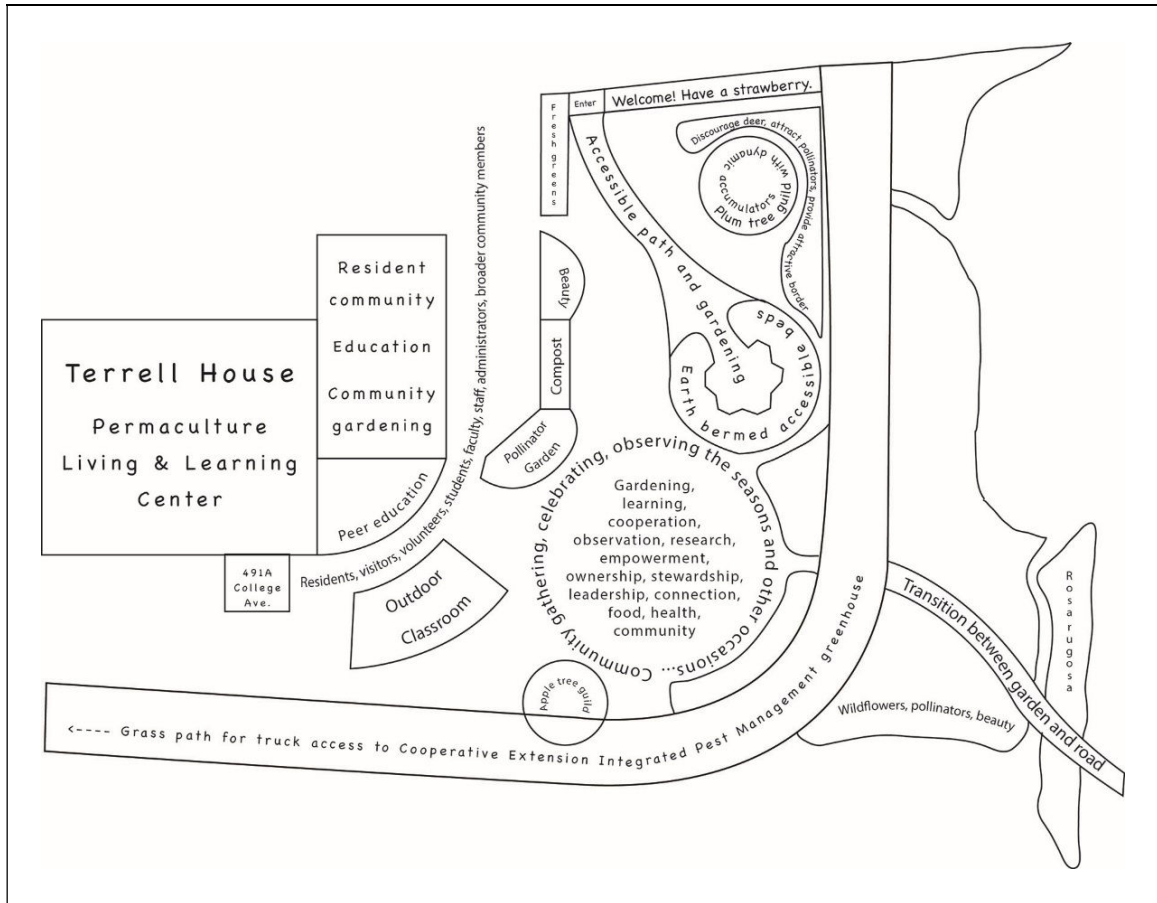 Fresh greens
Enter
Welcome! Have a strawberry.
Accessible path and gardening
Discourage deer, attract pollinators, provide attractive border
Plum tree guild with dynamic
accumulators
Earth bermed accessible beds
Beauty
Compost
Pollinator
Garden
Resident
community
Education
Community
gardening
Terrell House
Permaculture
Living & Learning
Center
Peer education
491A
College
Ave.
Residents, visitors, volunteers, students, faculty, staff, administrators, broader community members
Outdoor
Classroom
Community gathering, celebrating, observing the seasons and other occasions...
Gardening,
learning,
cooperation,
observation, research,
empowerment,
ownership, stewardship,
leadership, connection,
food, health,
community
Apple tree guild
<---- Grass path for truck access to Cooperative Extension Integrated Pest Management greenhouse
Wildflowers, pollinators, beauty
Transition between garden and road
Rosa rugosa